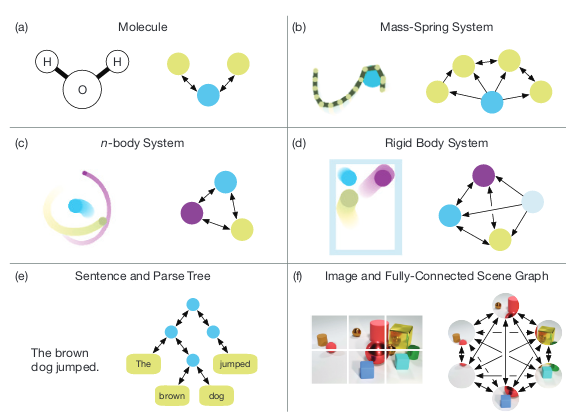 (a) Molecule
H H
O
(b) Mass-Spring System
(c) n-body System
(d) Rigid Body System
(e) Sentence and Parse Tree
The brown
dog jumped.
The jumped
brown dog
(f) Image and Fully-Connected Scene Graph